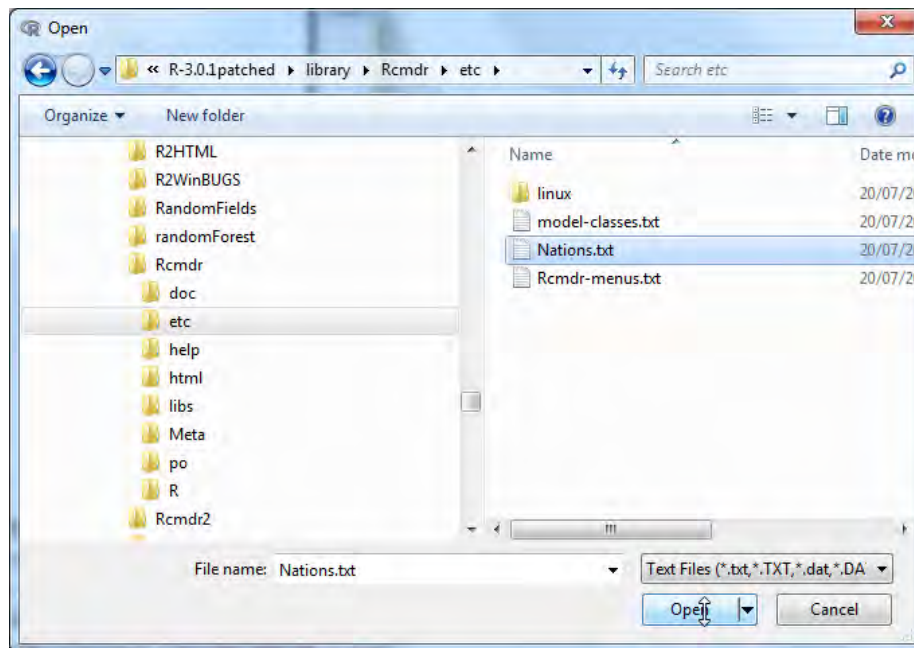 Open
« R-3.0.1patched library Rcmdr etc Search etc
Organize New folder
R2HTML
R2WinBUGS
RandomFields
randomForest
Rcmdr
doc
etc
help
html
libs
Meta
po
R
Rcmdr2
Name Date mo
linux 20/07/2
model-classes.txt 20/07/2
Nations.txt 20/07/2
Rcmdr-menus.txt 20/07/2
File name: Nations.txt Text Files (*.txt,*.TXT,*.dat,*.DA
Open Cancel